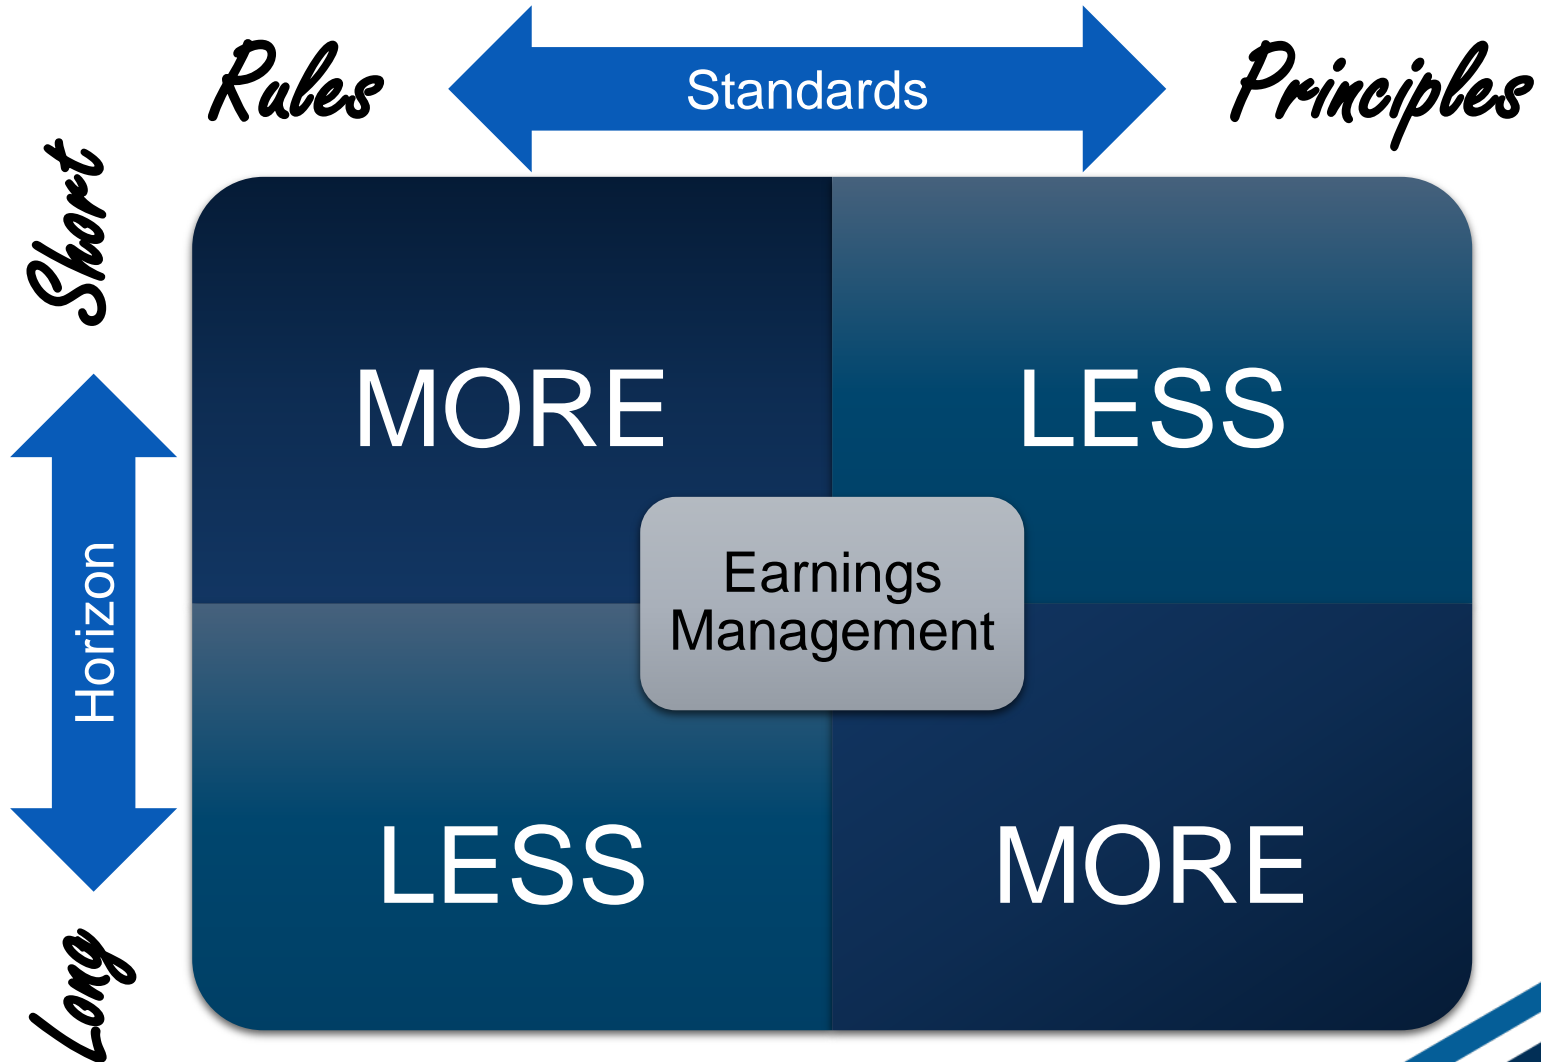 Rules
Standards
Principles
Short
Horizon
Long
MORE
LESS
Earnings
Management
LESS
MORE